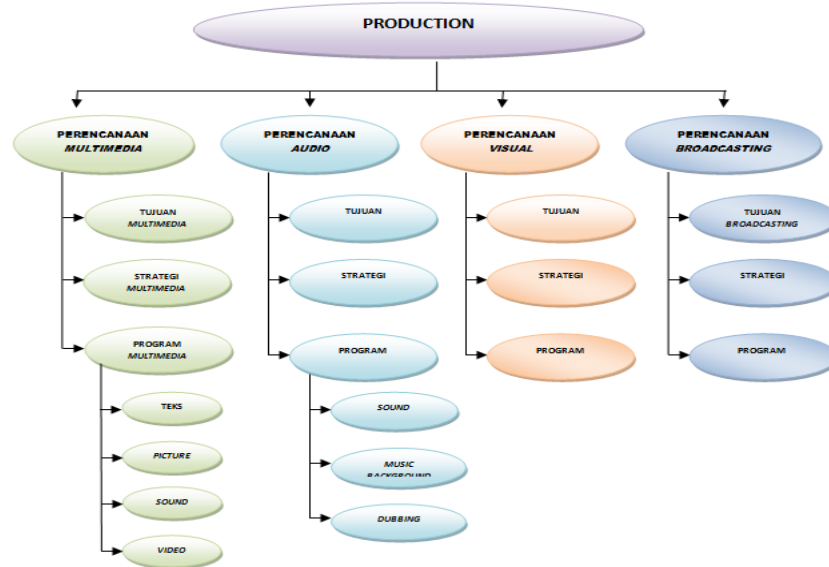 PRODUCTION
PERENCANAAN
MULTIMEDIA
TUJUAN
MULTIMEDIA
STRATEGI
MULTIMEDIA
PROGRAM
MULTIMEDIA
TEKS
PICTURE
SOUND
VIDEO
PERENCANAAN
AUDIO
TUJUAN
STRATEGI
PROGRAM
SOUND
MUSIC
BACKGROUND
DUBBING
PERENCANAAN
VISUAL
TUJUAN
STRATEGI
PROGRAM
PERENCANAAN
BROADCASTING
TUJUAN
BROADCASTING
STRATEGI
PROGRAM